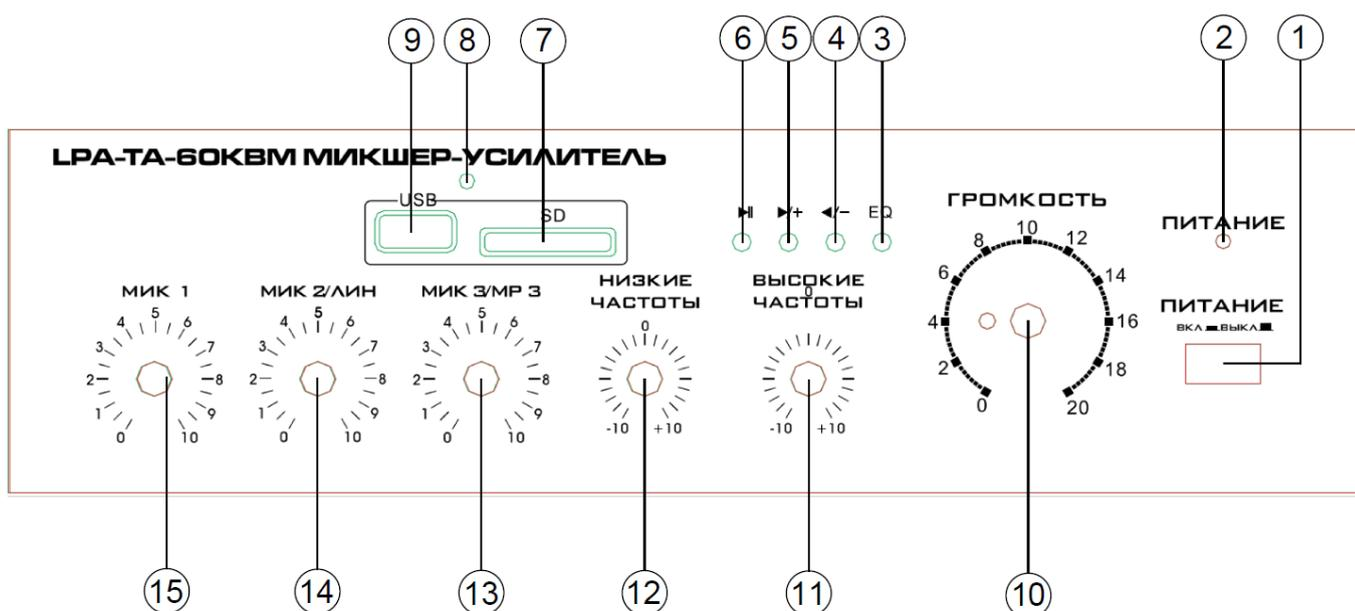 9 8 7 6 5 4 3 2 1
LPA-TA-60КВМ МИКШЕР-УСИЛИТЕЛЬ
USB
SD
▶|| ▶/+ ◀/− EQ
ГРОМКОСТЬ
0 2 4 6 8 10 12 14 16 18 20
ПИТАНИЕ
ПИТАНИЕ
ВКЛ ВЫКЛ
МИК 1
0 1 2 3 4 5 6 7 8 9 10
МИК 2/ЛИН
0 1 2 3 4 5 6 7 8 9 10
МИК 3/МР 3
0 1 2 3 4 5 6 7 8 9 10
НИЗКИЕ
ЧАСТОТЫ
0
-10 +10
ВЫСОКИЕ
0
ЧАСТОТЫ
-10 +10
15 14 13 12 11 10